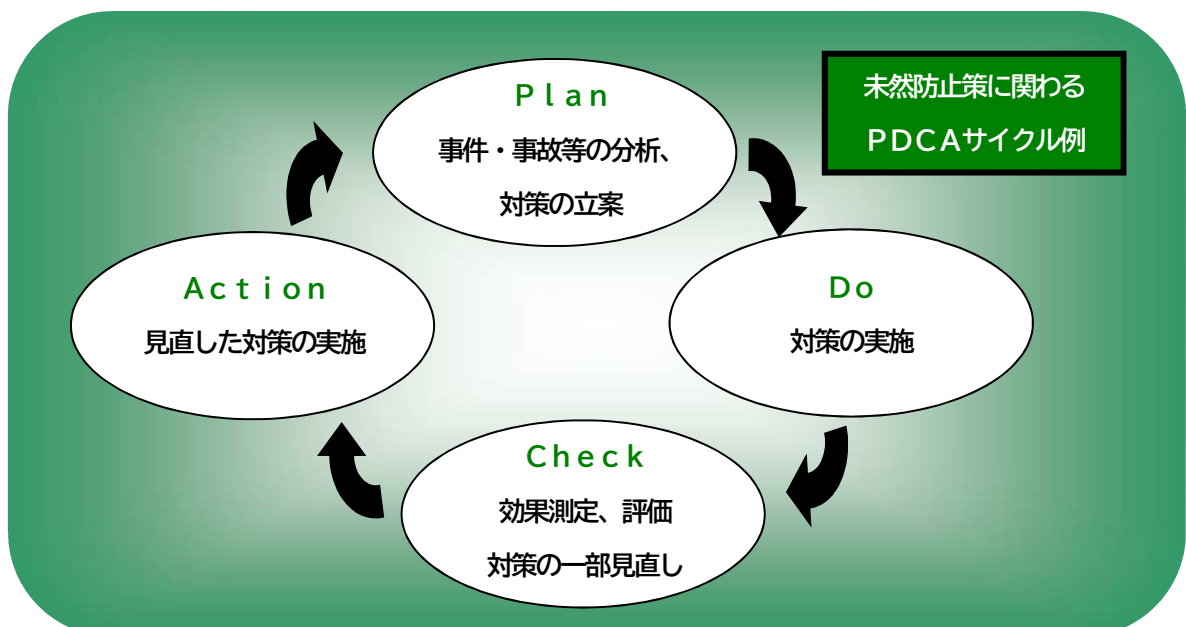 未然防止策に関わる
PDCAサイクル例
Plan
事件・事故等の分析、
対策の立案
Do
対策の実施
Check
効果測定、評価
対策の一部見直し
Action
見直した対策の実施